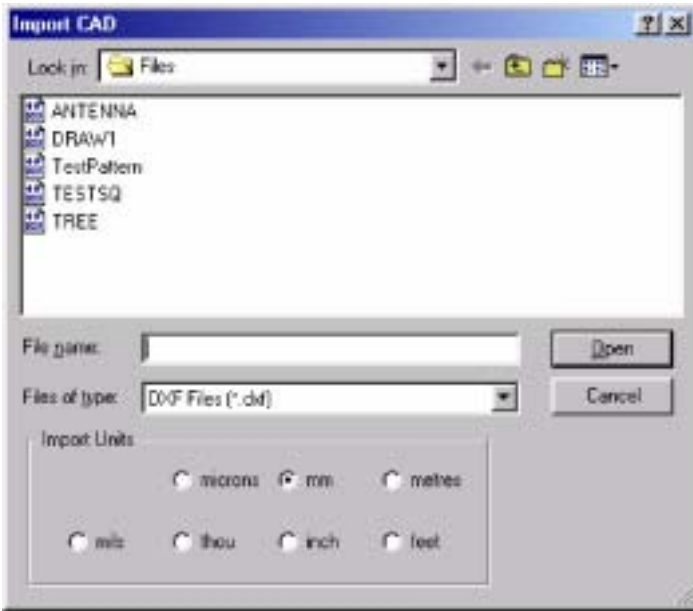 Import CAD
Look in: Files
ANTENNA
DRAW1
TestPattern
TESTSQ
TREE
File name: Open
Files of type: DXF Files (*.dxf) Cancel
Import Units
microns mm metres
mils thou inch feet